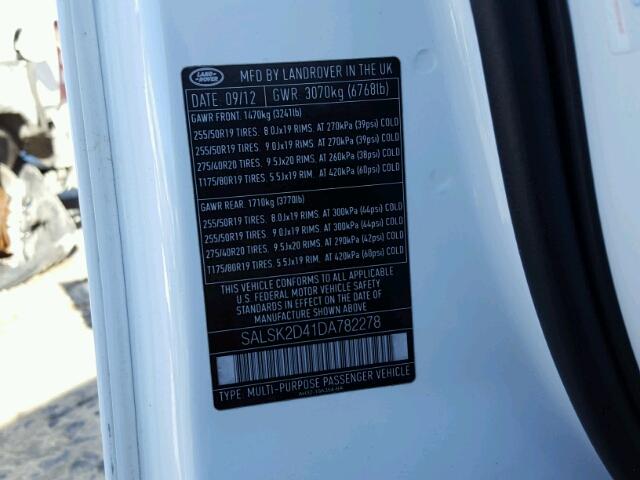 LAND ROVER
MFD BY LANDROVER IN THE UK
DATE 09/12 GWR 3070kg (6768lb)
GAWR FRONT. 1470kg (3241lb)
255/50R19 TIRES. 8.0Jx19 RIMS. AT 270kPa (39psi) COLD
255/50R19 TIRES. 9.0Jx19 RIMS. AT 270kPa (39psi) COLD
275/40R20 TIRES. 9.5Jx20 RIMS. AT 260kPa (38psi) COLD
T175/80R19 TIRES. 5.5Jx19 RIM. AT 420kPa (60psi) COLD
GAWR REAR. 1710kg (3770lb)
255/50R19 TIRES. 8.0Jx19 RIMS. AT 300kPa (44psi) COLD
255/50R19 TIRES. 9.0Jx19 RIMS. AT 300kPa (44psi) COLD
275/40R20 TIRES. 9.5Jx20 RIMS. AT 290kPa (42psi) COLD
T175/80R19 TIRES. 5.5Jx19 RIM. AT 420kPa (60psi) COLD
THIS VEHICLE CONFORMS TO ALL APPLICABLE
U.S. FEDERAL MOTOR VEHICLE SAFETY
STANDARDS IN EFFECT ON THE DATE OF
MANUFACTURE SHOWN ABOVE
SALSK2D41DA782278
TYPE: MULTI-PURPOSE PASSENGER VEHICLE